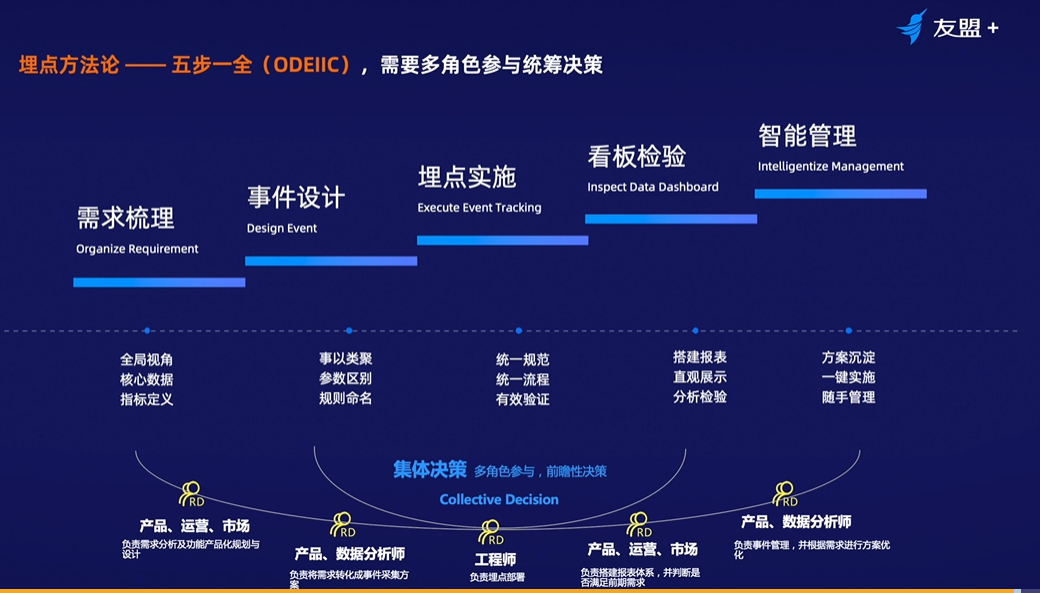 友盟+
埋点方法论 —— 五步一全（ODEIIC），需要多角色参与统筹决策
需求梳理
Organize Requirement
事件设计
Design Event
埋点实施
Execute Event Tracking
看板检验
Inspect Data Dashboard
智能管理
Intelligentize Management
全局视角
核心数据
指标定义
事以类聚
参数区别
规则命名
统一规范
统一流程
有效验证
搭建报表
直观展示
分析检验
方案沉淀
一键实施
随手管理
集体决策 多角色参与，前瞻性决策
Collective Decision
RD
产品、运营、市场
负责需求分析及功能产品化规划与
设计
RD
产品、数据分析师
负责将需求转化成事件采集方
案
RD
工程师
负责埋点部署
RD
产品、运营、市场
负责搭建报表体系，并判断是
否满足前期需求
RD
产品、数据分析师
负责事件管理，并根据需求进行方案优
化